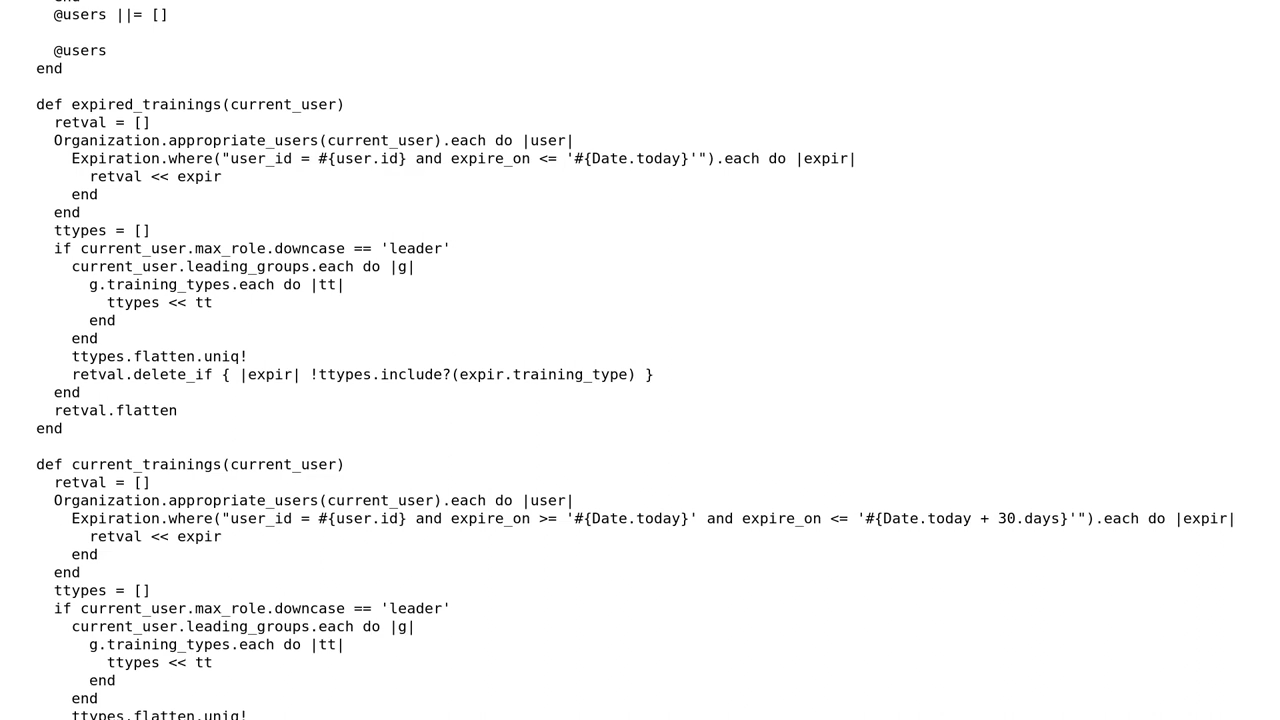 end
@users ||= []
@users
end
def expired_trainings(current_user)
retval = []
Organization.appropriate_users(current_user).each do |user|
Expiration.where("user_id = #{user.id} and expire_on <= '#{Date.today}'").each do |expir|
retval << expir
end
end
ttypes = []
if current_user.max_role.downcase == 'leader'
current_user.leading_groups.each do |g|
g.training_types.each do |tt|
ttypes << tt
end
end
ttypes.flatten.uniq!
retval.delete_if { |expir| !ttypes.include?(expir.training_type) }
end
retval.flatten
end
def current_trainings(current_user)
retval = []
Organization.appropriate_users(current_user).each do |user|
Expiration.where("user_id = #{user.id} and expire_on >= '#{Date.today}' and expire_on <= '#{Date.today + 30.days}'").each do |expir|
retval << expir
end
end
ttypes = []
if current_user.max_role.downcase == 'leader'
current_user.leading_groups.each do |g|
g.training_types.each do |tt|
ttypes << tt
end
end
ttypes.flatten.uniq!